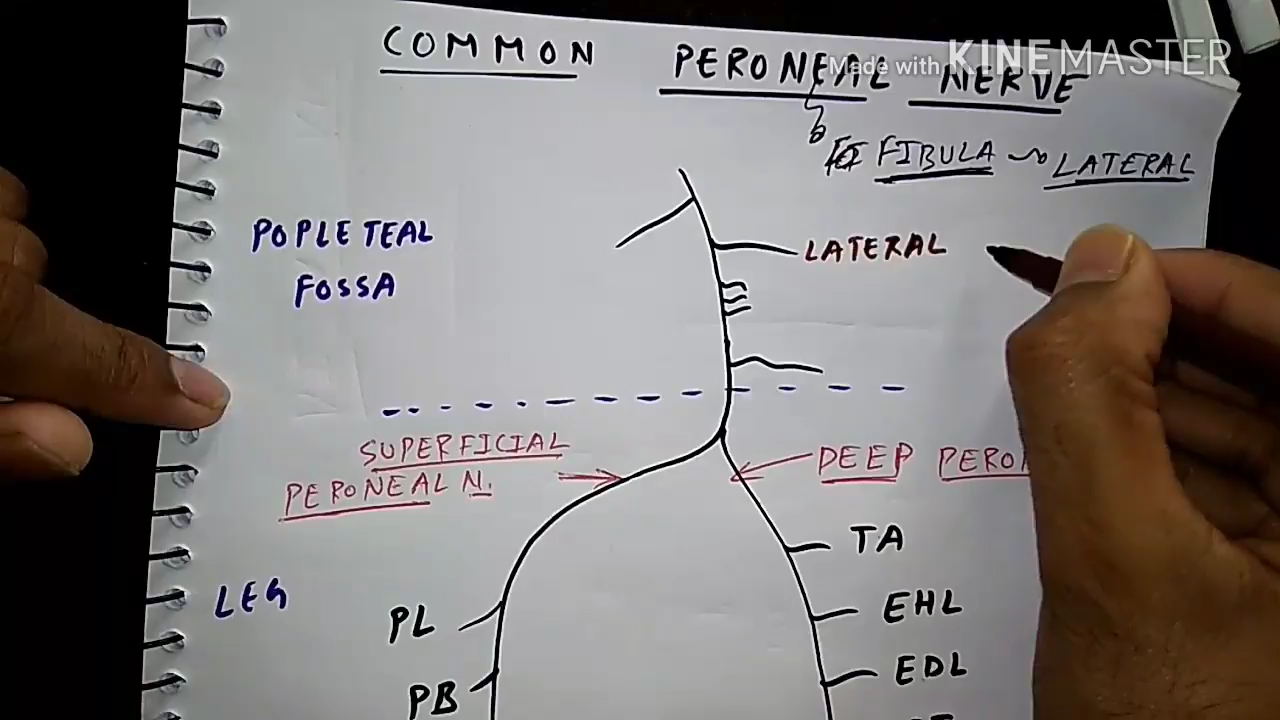 COMMON PERONEAL NERVE
Made with KINEMASTER
FIBULA LATERAL
POPLETEAL
FOSSA
LATERAL
SUPERFICIAL
PERONEAL N.
DEEP
TA
LEG
PL
EHL
PB
EDL